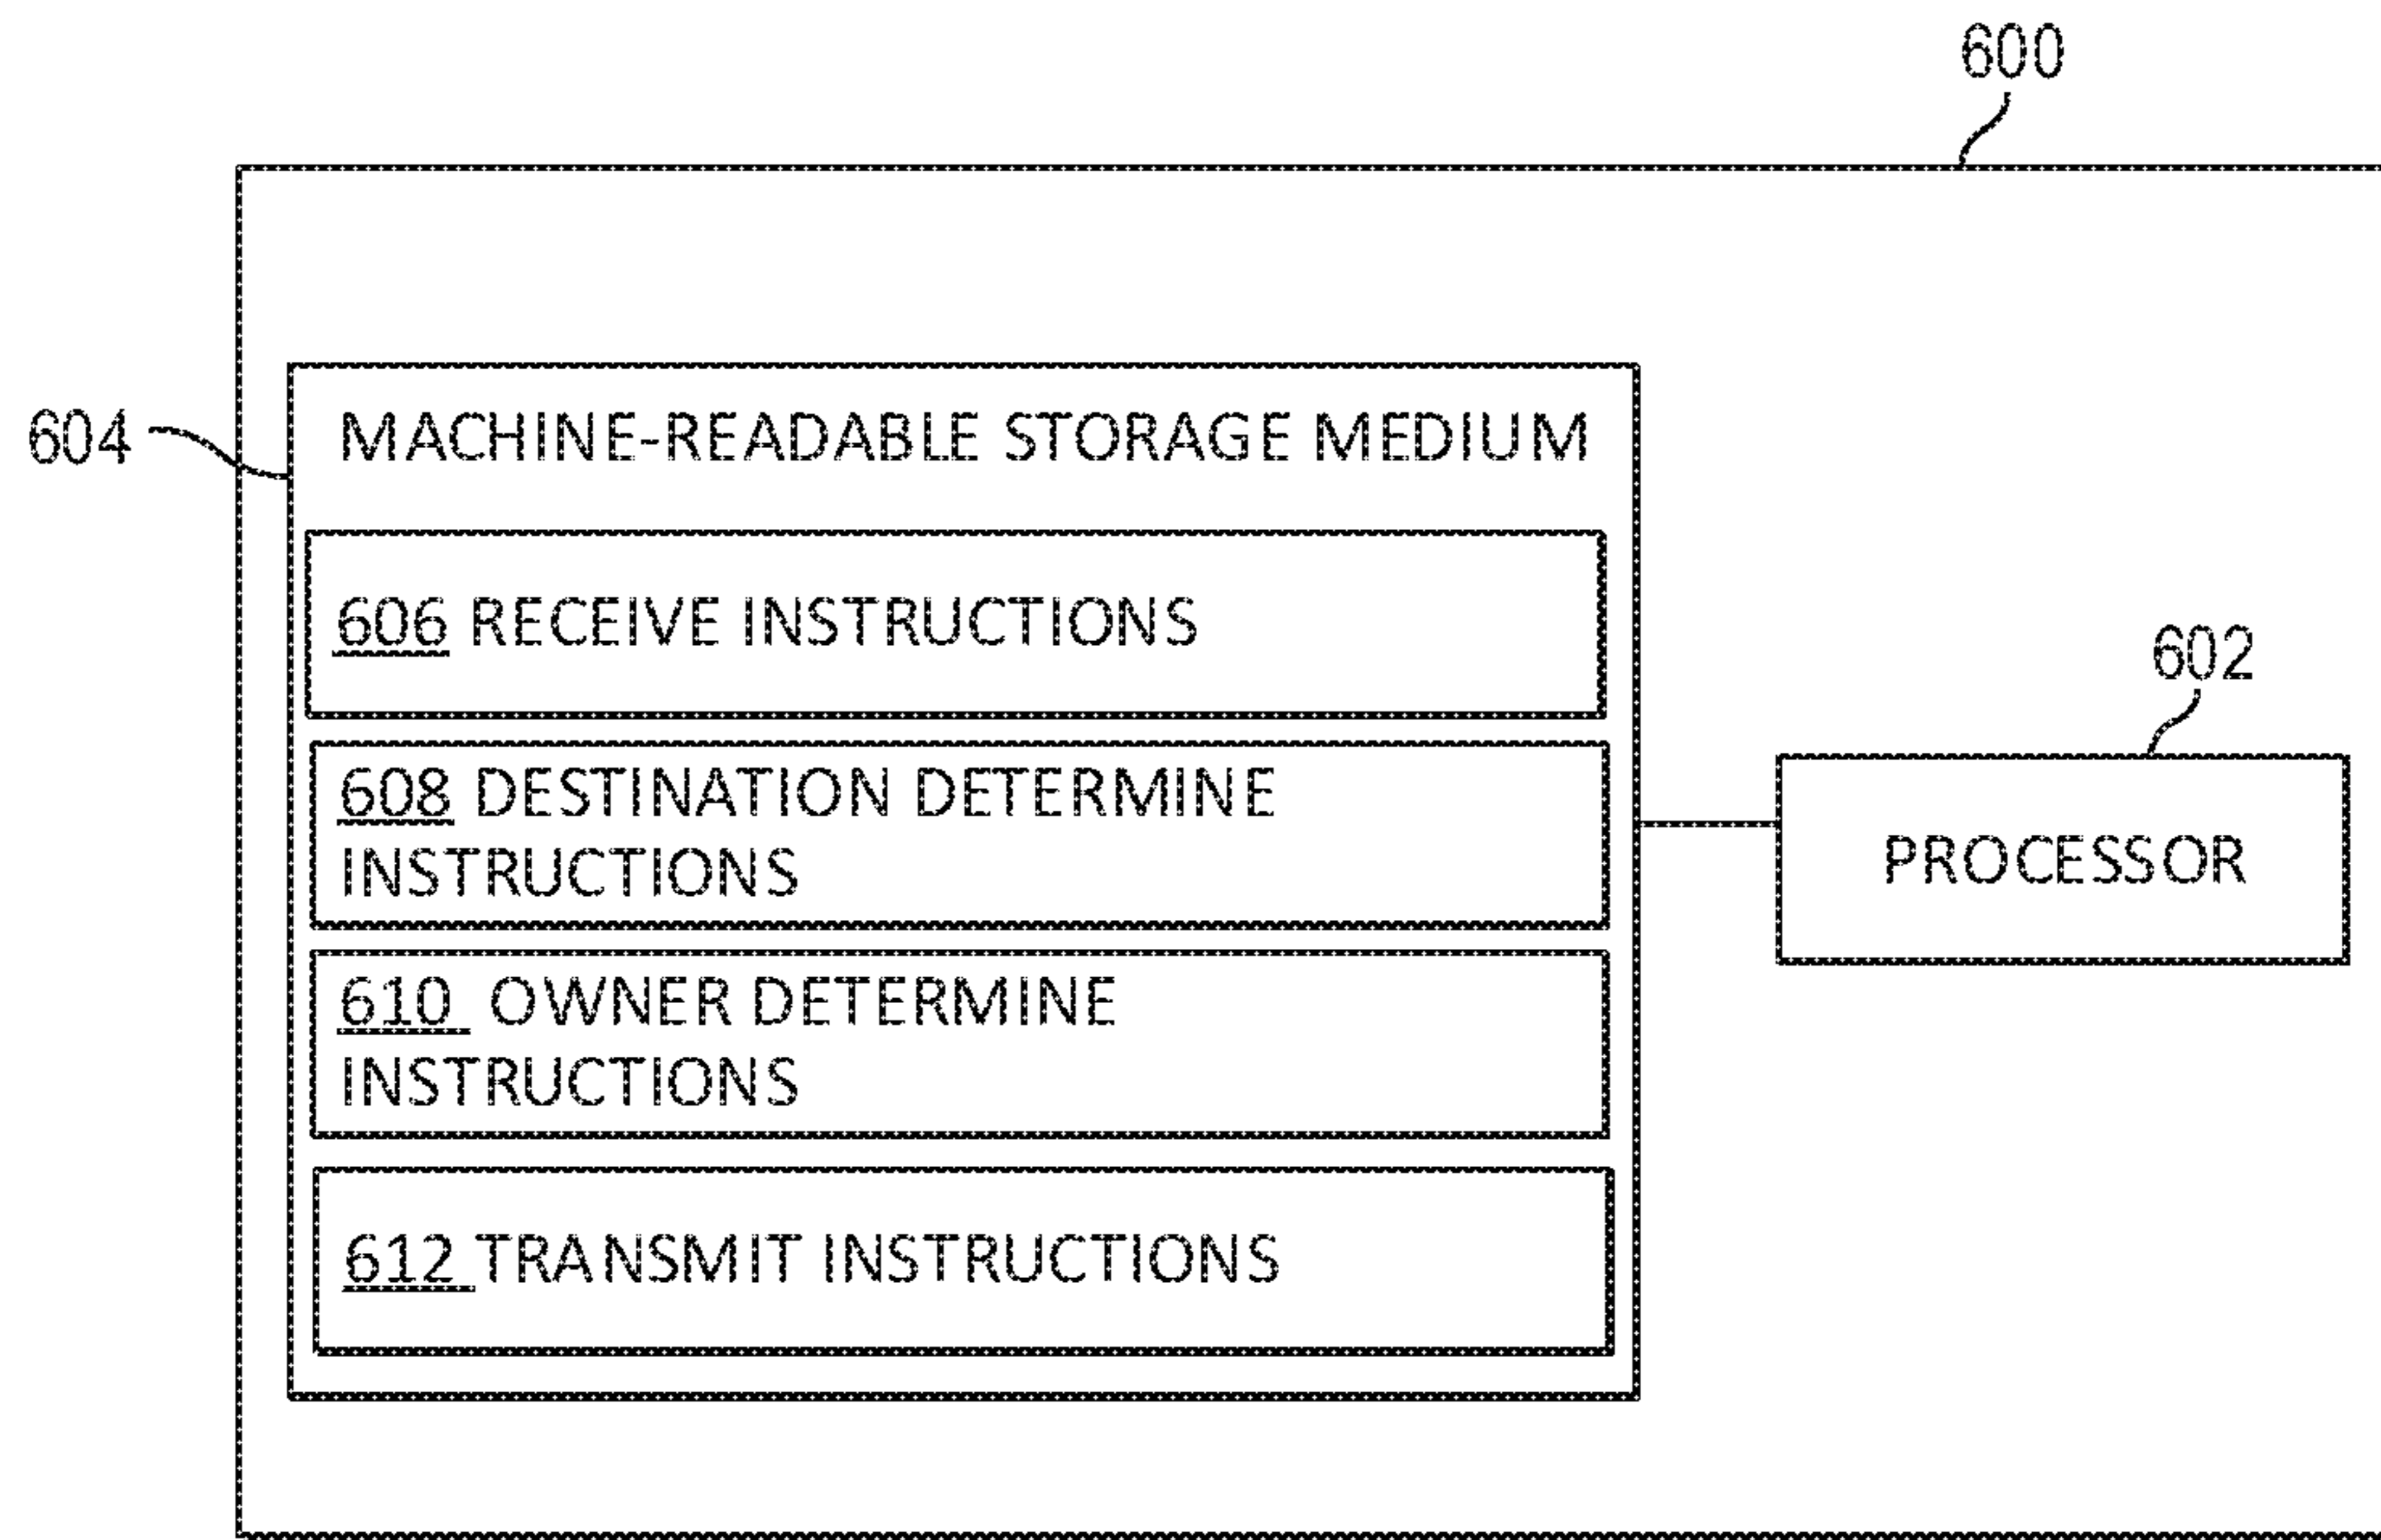 600
604
MACHINE-READABLE STORAGE MEDIUM
606 RECEIVE INSTRUCTIONS
602
608 DESTINATION DETERMINE
INSTRUCTIONS
PROCESSOR
610 OWNER DETERMINE
INSTRUCTIONS
612 TRANSMIT INSTRUCTIONS